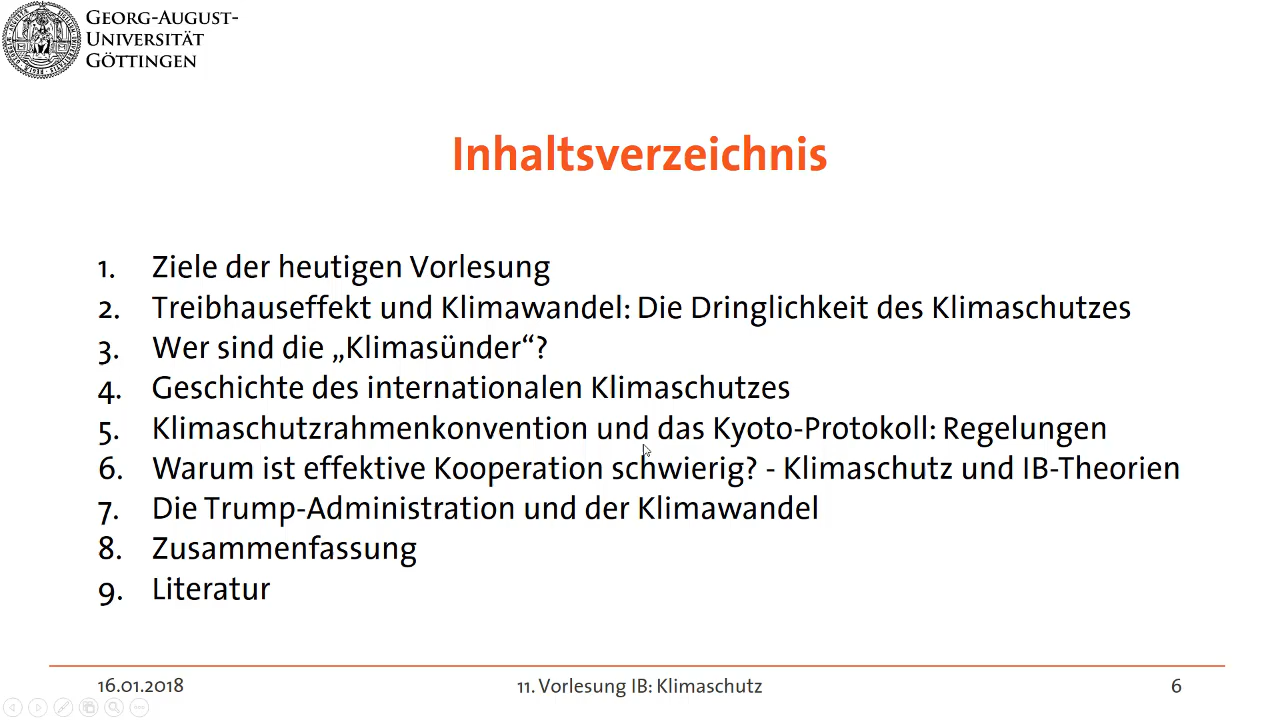 GEORG-AUGUST-
UNIVERSITÄT
GÖTTINGEN
Inhaltsverzeichnis
1. Ziele der heutigen Vorlesung
2. Treibhauseffekt und Klimawandel: Die Dringlichkeit des Klimaschutzes
3. Wer sind die „Klimasünder“?
4. Geschichte des internationalen Klimaschutzes
5. Klimaschutzrahmenkonvention und das Kyoto-Protokoll: Regelungen
6. Warum ist effektive Kooperation schwierig? - Klimaschutz und IB-Theorien
7. Die Trump-Administration und der Klimawandel
8. Zusammenfassung
9. Literatur
16.01.2018 11. Vorlesung IB: Klimaschutz 6